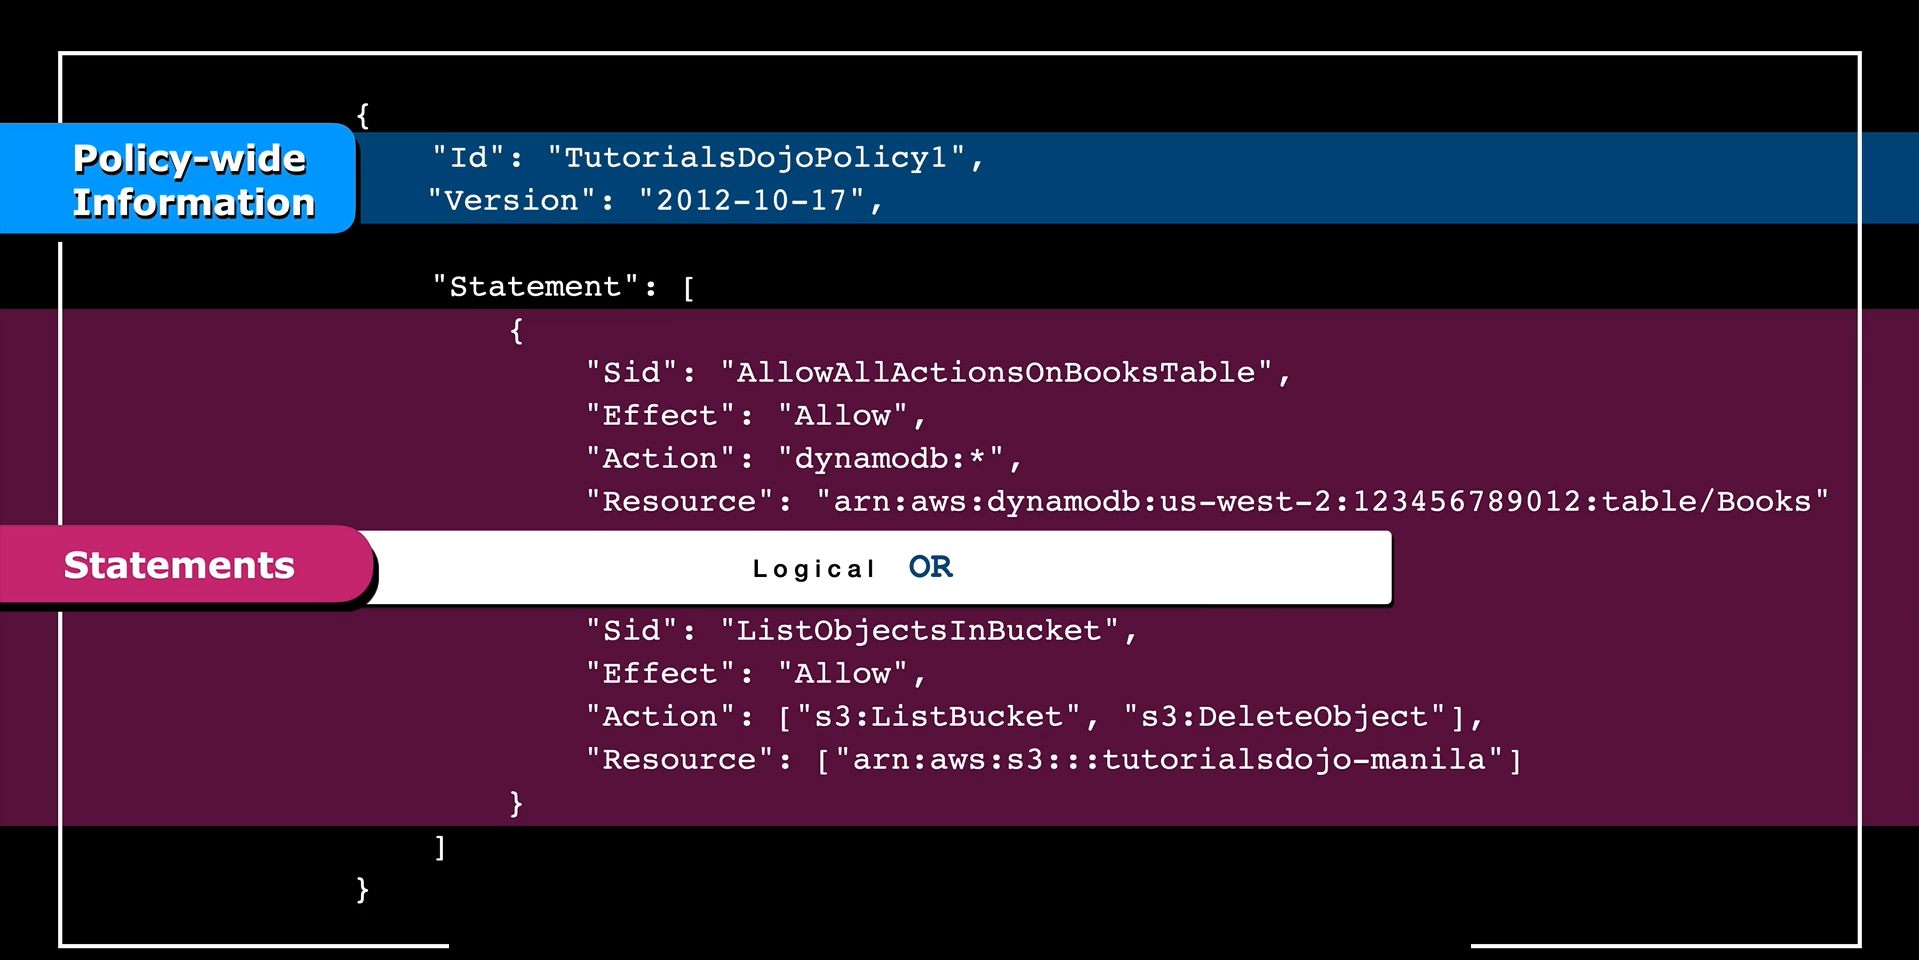 {
Policy-wide
Information
"Id": "TutorialsDojoPolicy1",
"Version": "2012-10-17",
"Statement": [
{
"Sid": "AllowAllActionsOnBooksTable",
"Effect": "Allow",
"Action": "dynamodb:*",
"Resource": "arn:aws:dynamodb:us-west-2:123456789012:table/Books"
Statements
Logical OR
"Sid": "ListObjectsInBucket",
"Effect": "Allow",
"Action": ["s3:ListBucket", "s3:DeleteObject"],
"Resource": ["arn:aws:s3:::tutorialsdojo-manila"]
}
]
}